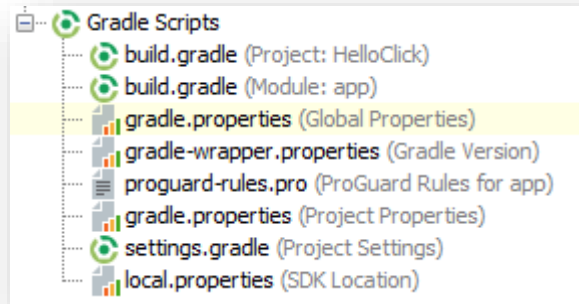 Gradle Scripts
build.gradle (Project: HelloClick)
build.gradle (Module: app)
gradle.properties (Global Properties)
gradle-wrapper.properties (Gradle Version)
proguard-rules.pro (ProGuard Rules for app)
gradle.properties (Project Properties)
settings.gradle (Project Settings)
local.properties (SDK Location)